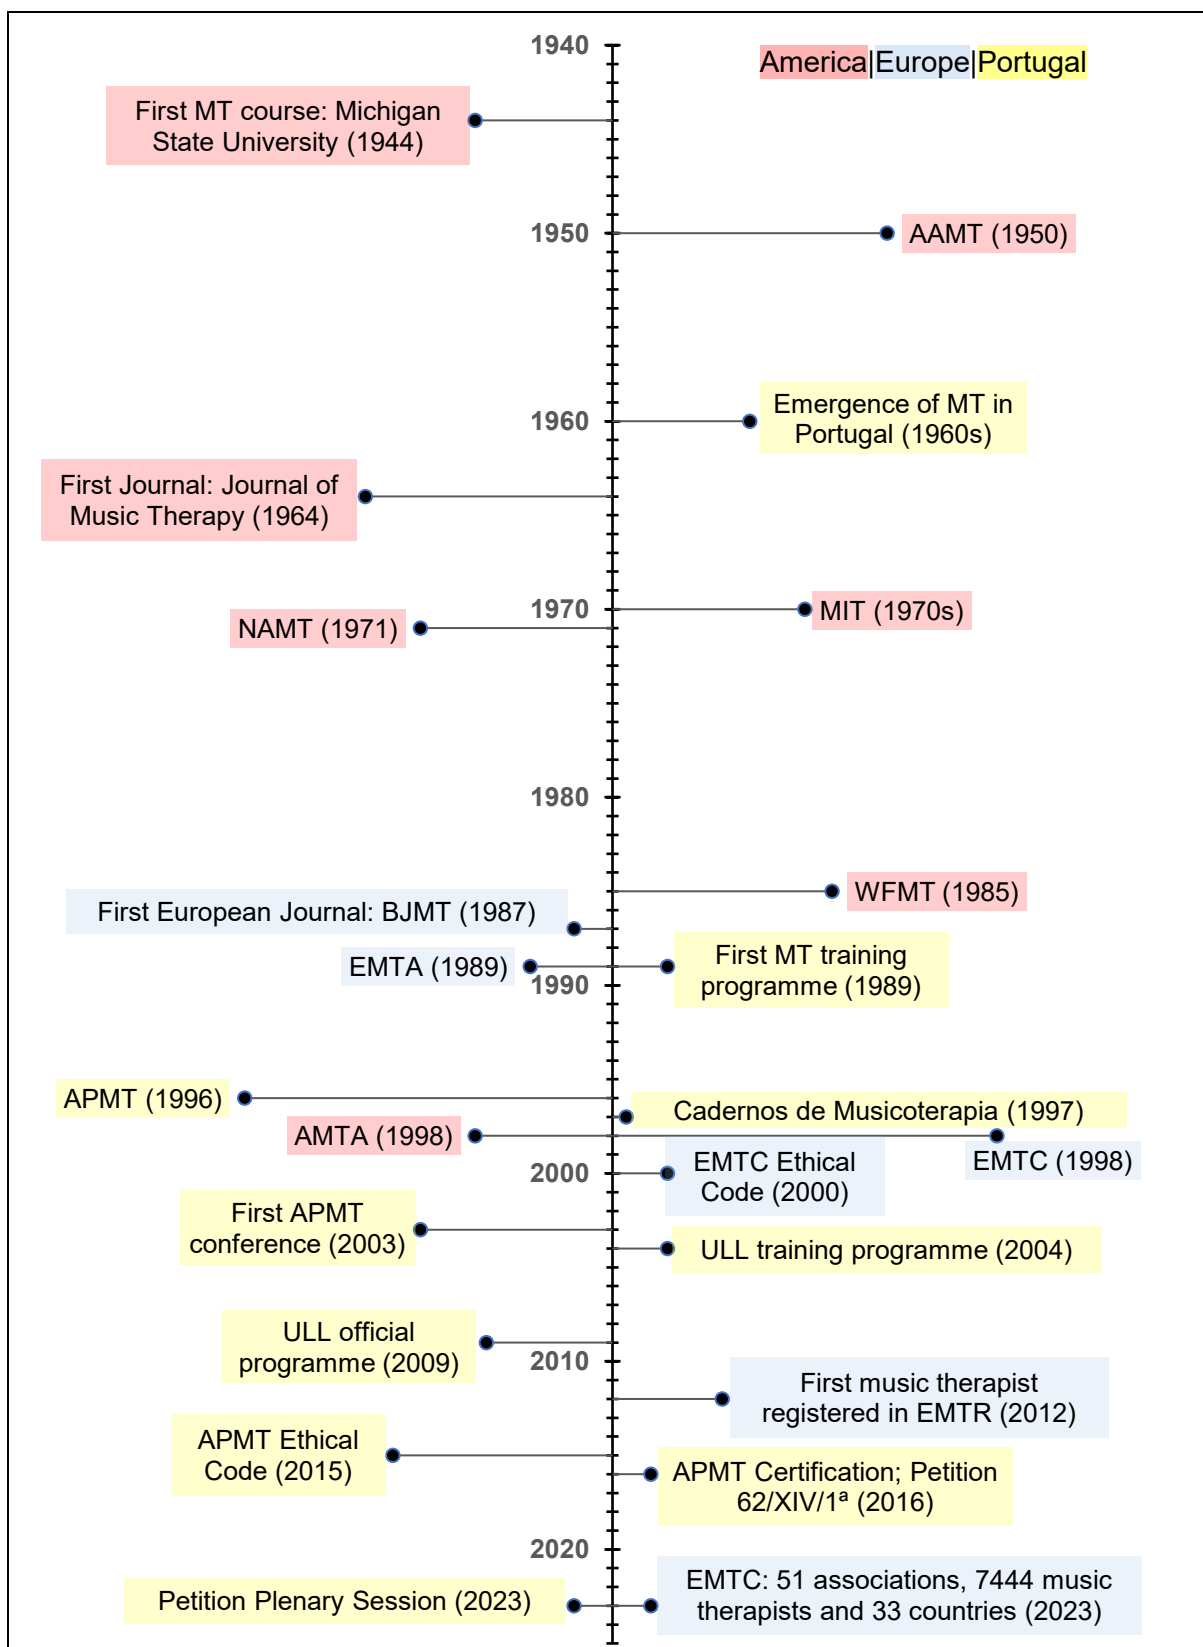 1940
America|Europe|Portugal
First MT course: Michigan
State University (1944)
1950
AAMT (1950)
Emergence of MT in
Portugal (1960s)
1960
First Journal: Journal of
Music Therapy (1964)
1970
MIT (1970s)
NAMT (1971)
1980
WFMT (1985)
First European Journal: BJMT (1987)
EMTA (1989)
First MT training
programme (1989)
1990
APMT (1996)
Cadernos de Musicoterapia (1997)
AMTA (1998)
EMTC (1998)
EMTC Ethical
Code (2000)
2000
First APMT
conference (2003)
ULL training programme (2004)
ULL official
programme (2009)
2010
First music therapist
registered in EMTR (2012)
APMT Ethical
Code (2015)
APMT Certification; Petition
62/XIV/1ª (2016)
2020
Petition Plenary Session (2023)
EMTC: 51 associations, 7444 music
therapists and 33 countries (2023)